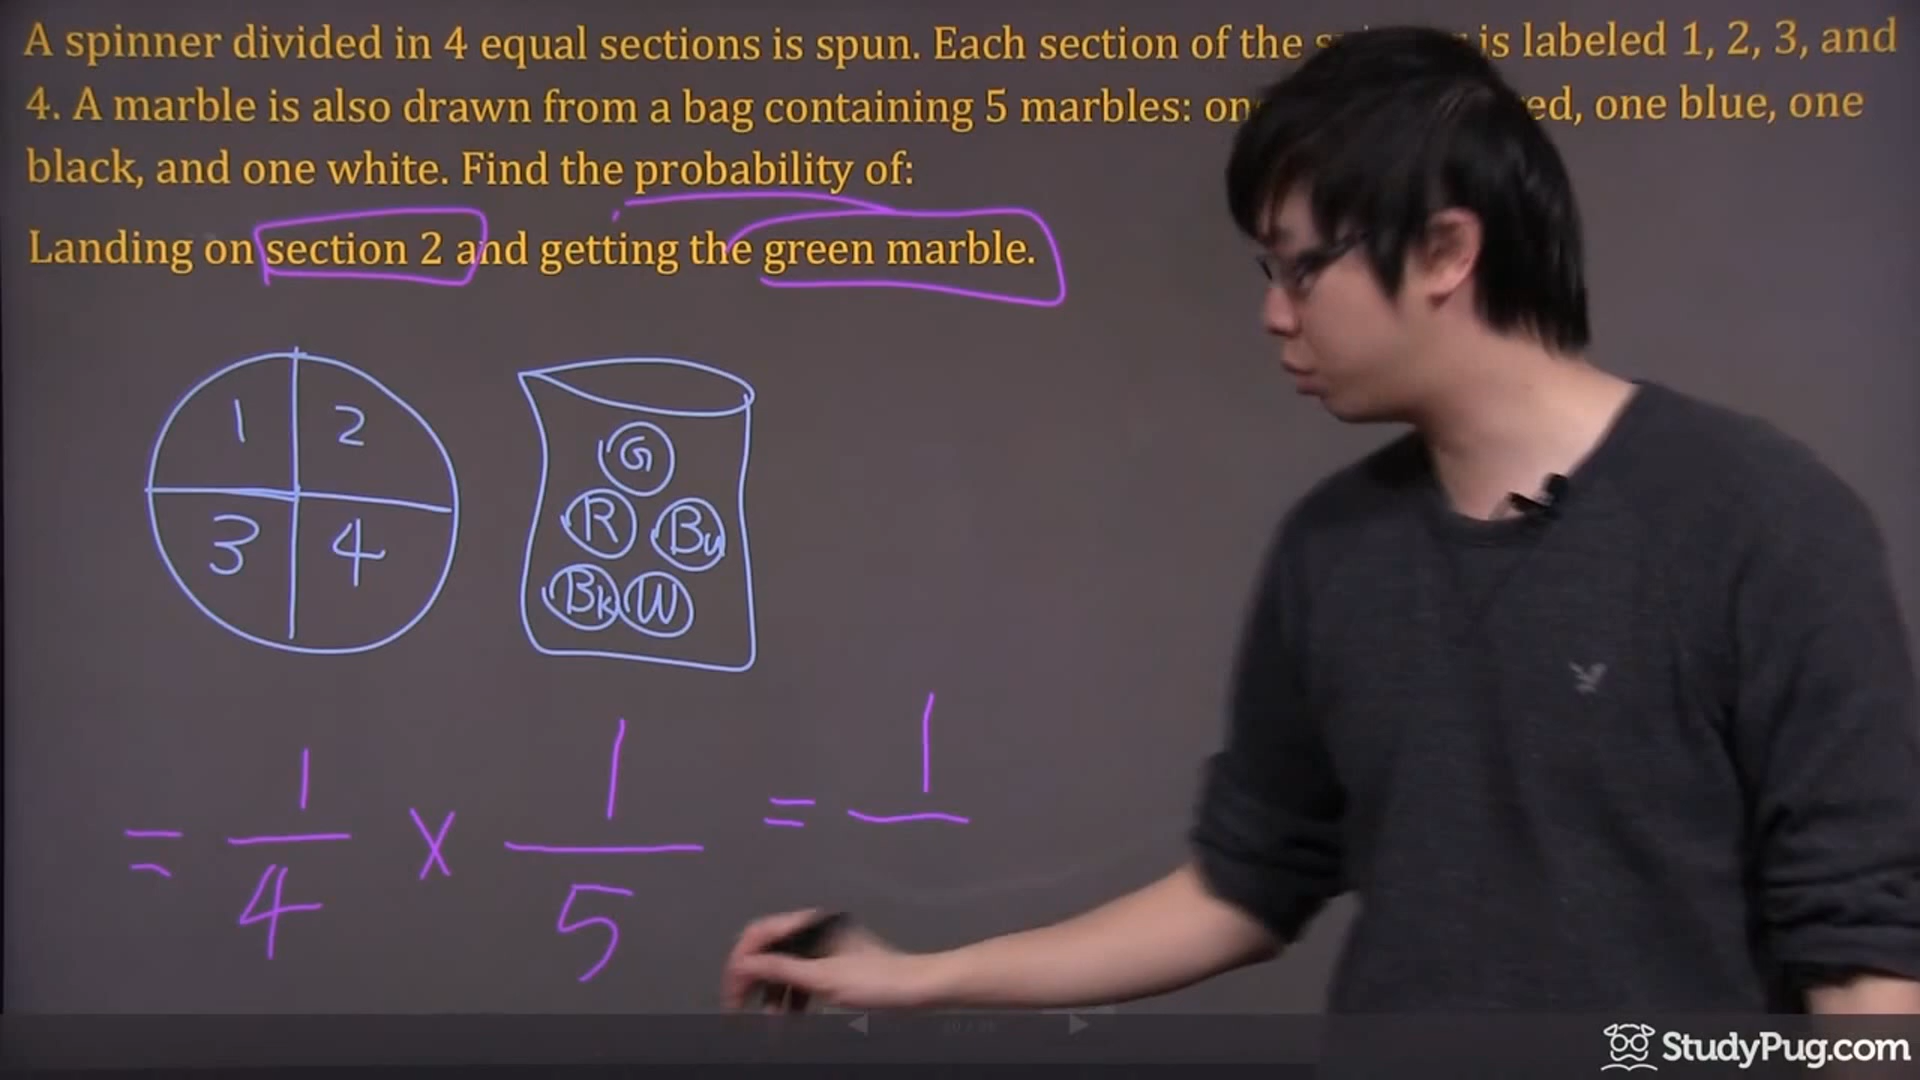 A spinner divided in 4 equal sections is spun. Each section of the is labeled 1, 2, 3, and
4. A marble is also drawn from a bag containing 5 marbles: one blue, one
black, and one white. Find the probability of:
Landing on section 2 and getting the green marble.
1 2
3 4
G
R Bu
Bk W
= 1/4 × 1/5 = 1/
StudyPug.com